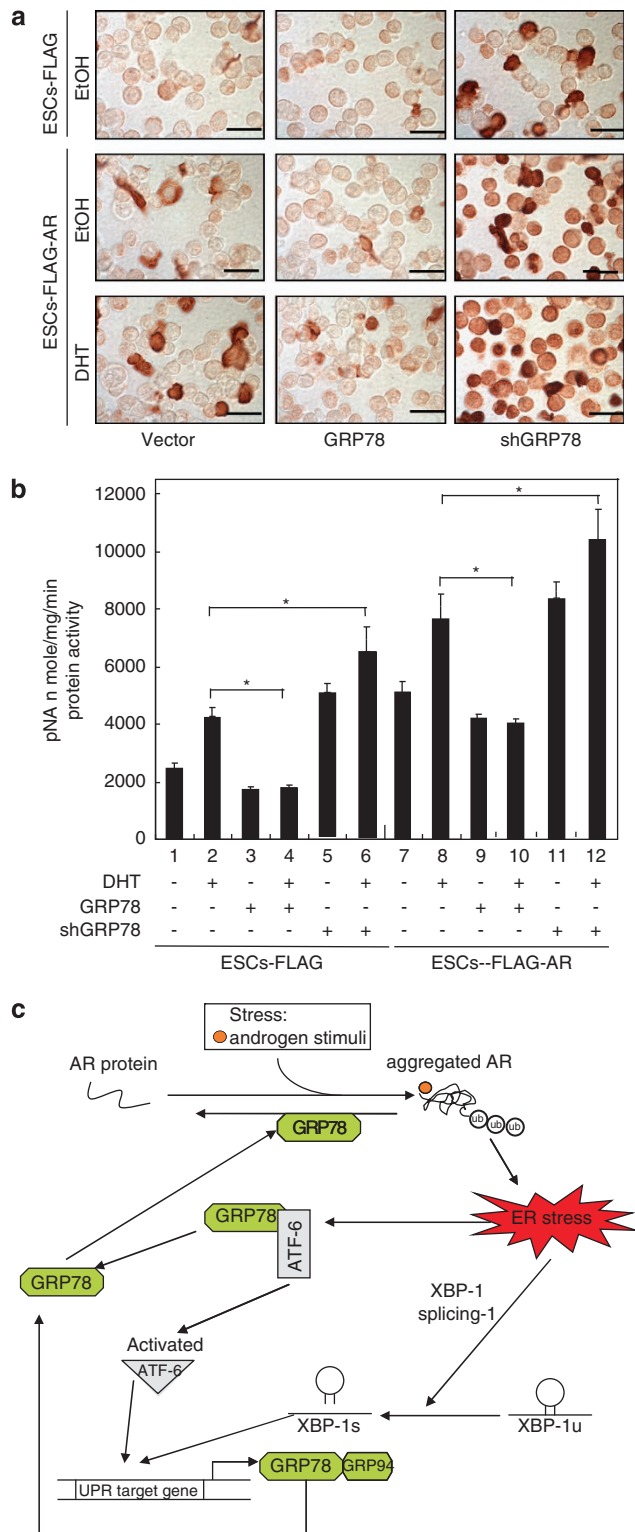 a
ESCs-FLAG
EtOH
ESCs-FLAG-AR
EtOH
DHT
Vector GRP78 shGRP78
b
pNA n mole/mg/min
protein activity
12000
10000
8000
6000
4000
2000
0
* * * *
1 2 3 4 5 6 7 8 9 10 11 12
DHT - + - + - + - + - + - +
GRP78 - - + + - - - - + + - -
shGRP78 - - - - + + - - - - + +
ESCs-FLAG ESCs--FLAG-AR
c
Stress:
androgen stimuli
AR protein
aggregated AR
GRP78
ub ub ub
ER stress
GRP78
ATF-6
GRP78
XBP-1
splicing-1
Activated
ATF-6
XBP-1s
XBP-1u
GRP78 GRP94
UPR target gene